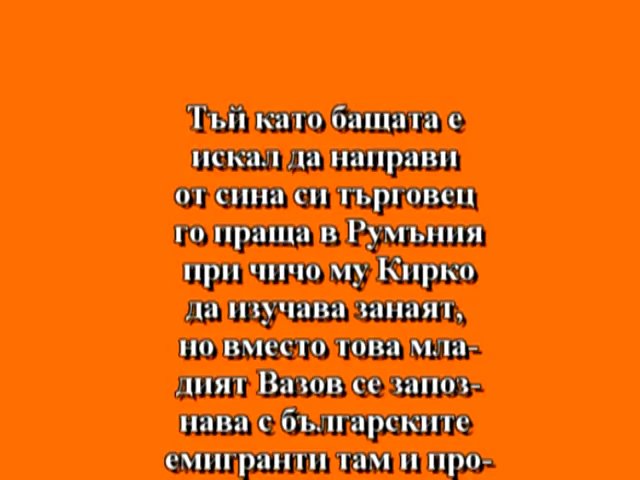 Тъй като бащата е
искал да направи
от сина си търговец
го праща в Румъния
при чичо му Кирко
да изучава занаят,
но вместо това мла-
дият Вазов се запоз-
нава с българските
емигранти там и про-